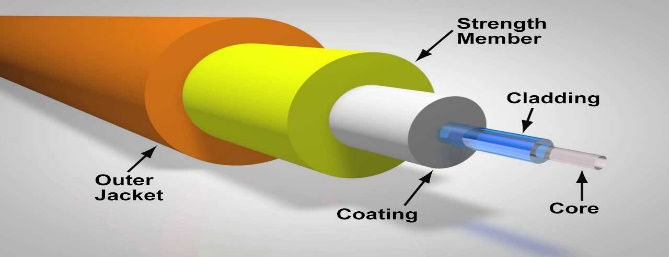 Strength
Member
Cladding
Outer
Jacket
Coating
Core